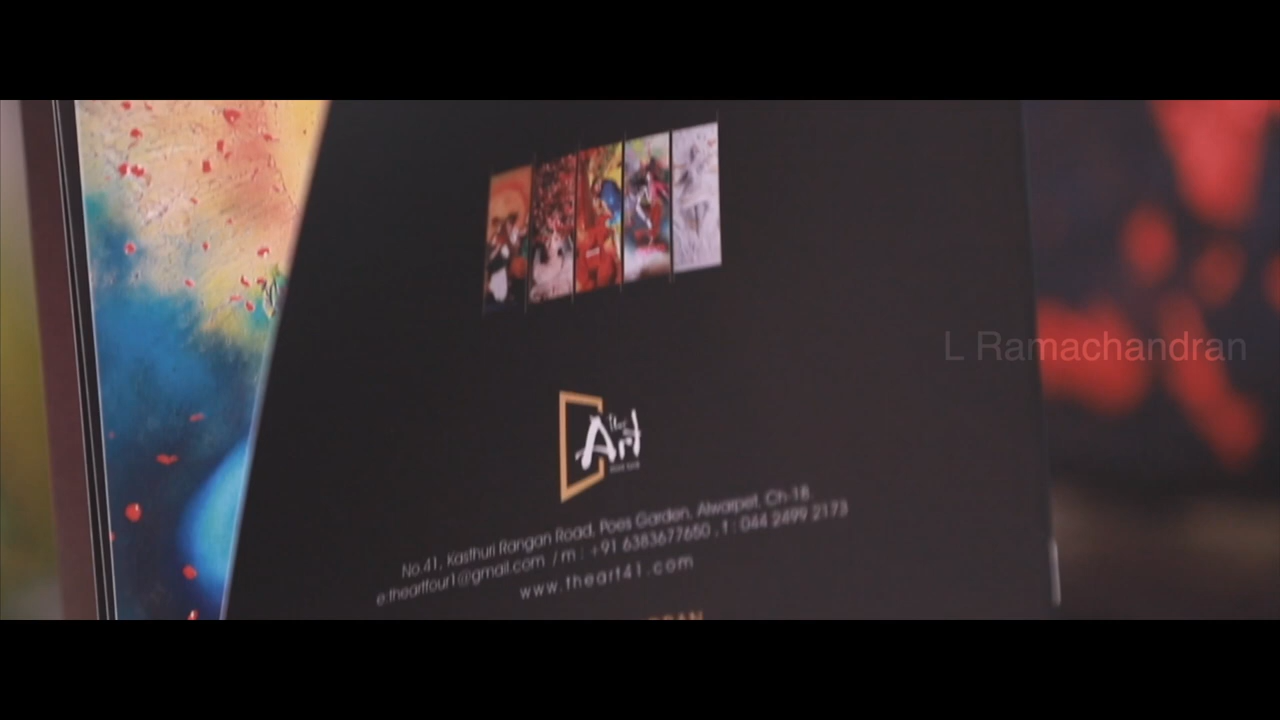 L Ramachandran
the
Art
No.41, Kasthuri Rangan Road, Poes Garden, Alwarpet, Ch-18.
e:theartfour1@gmail.com / m : +91 6383677650 . t : 044 2499 2173
www.theart41.com